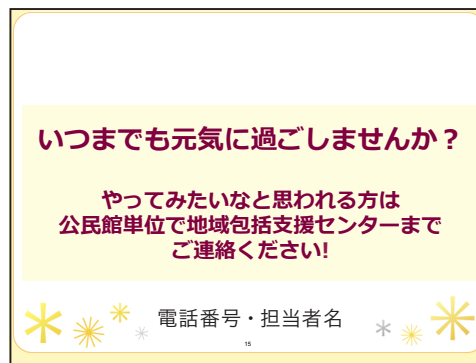 いつまでも元気に過ごしませんか？
やってみたいなと思われる方は
公民館単位で地域包括支援センターまで
ご連絡ください!
電話番号・担当者名
15